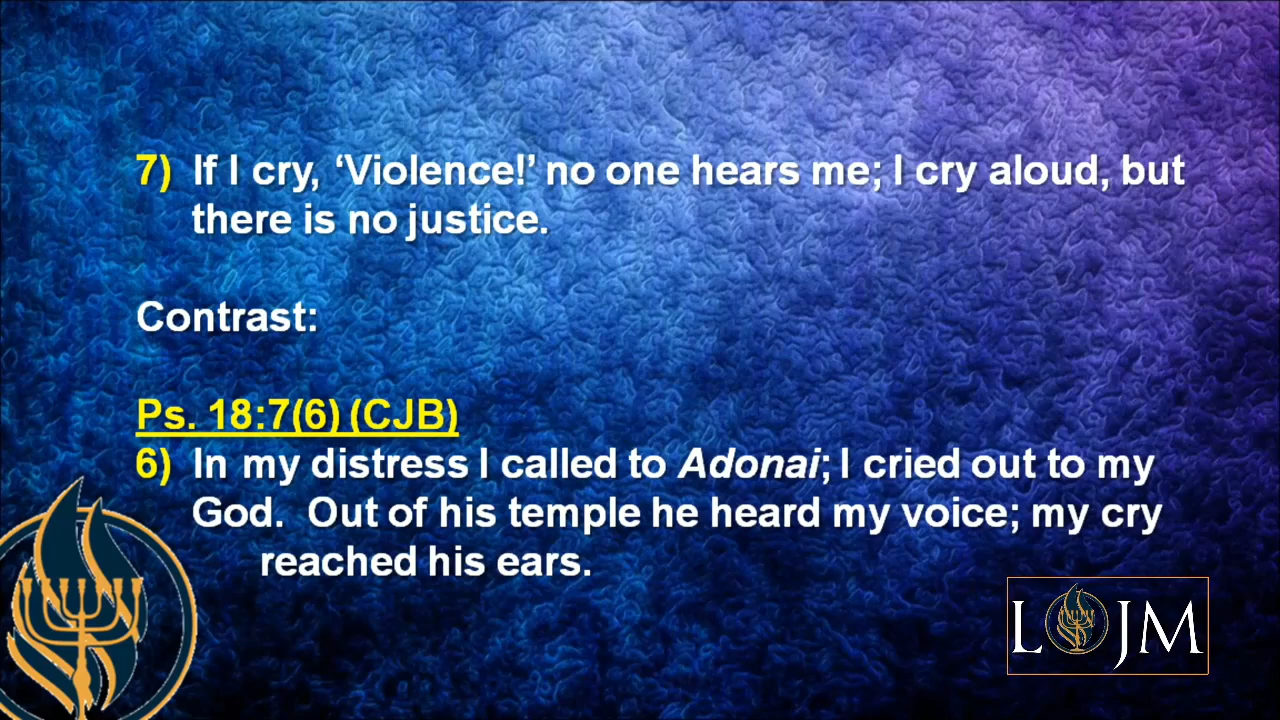 7) If I cry, ‘Violence!’ no one hears me; I cry aloud, but
there is no justice.
Contrast:
Ps. 18:7(6) (CJB)
6) In my distress I called to Adonai; I cried out to my
God. Out of his temple he heard my voice; my cry
reached his ears.
L JM